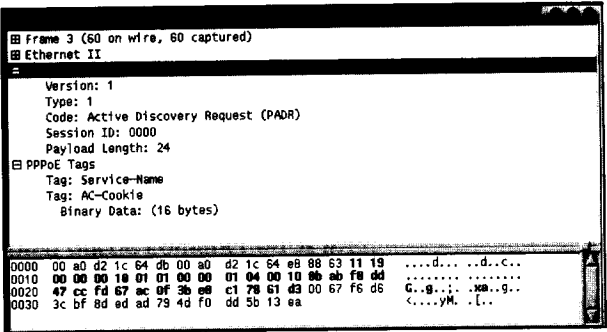 Frame 3 (60 on wire, 60 captured)
Ethernet II
Version: 1
Type: 1
Code: Active Discovery Request (PADR)
Session ID: 0000
Payload Length: 24
PPPoE Tags
Tag: Service-Name
Tag: AC-Cookie
Binary Data: (16 bytes)
0000 00 a0 d2 1c 64 db 00 a0 d2 1c 64 e8 88 63 11 19 ....d... ..d..c..
0010 00 00 00 18 01 01 00 00 01 04 00 10 8b ab f8 dd ........ ........
0020 47 cc fd 67 ac 0f 3b e8 c1 78 61 d3 00 67 f6 d6 G..g..;. .xa..g..
0030 3c bf 8d ed ad 79 4d f0 dd 5b 13 ea <....yM. .[..